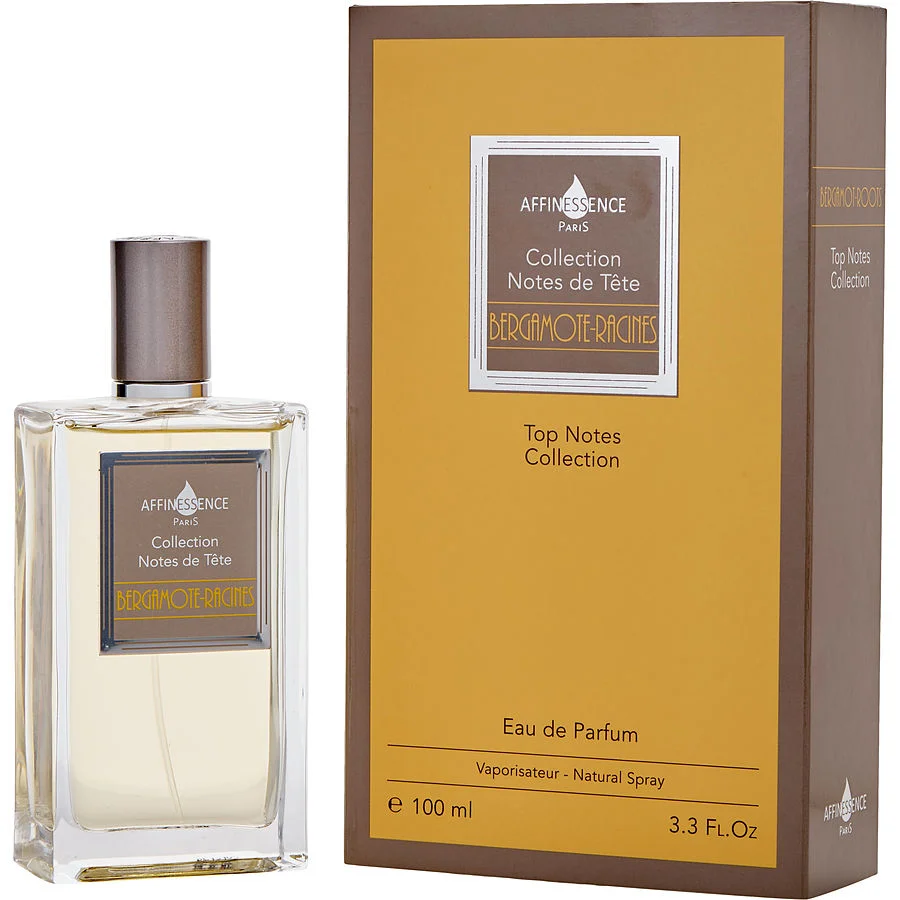 AFFINESSENCE
PARIS
Collection
Notes de Tête
BERGAMOTE-RACINES
AFFINESSENCE
PARIS
Collection
Notes de Tête
BERGAMOTE-RACINES
Top Notes
Collection
Eau de Parfum
Vaporisateur - Natural Spray
℮ 100 ml
3.3 FL.OZ
BERGAMOT-ROOTS
Top Notes
Collection
AFFINESSENCE
PARIS